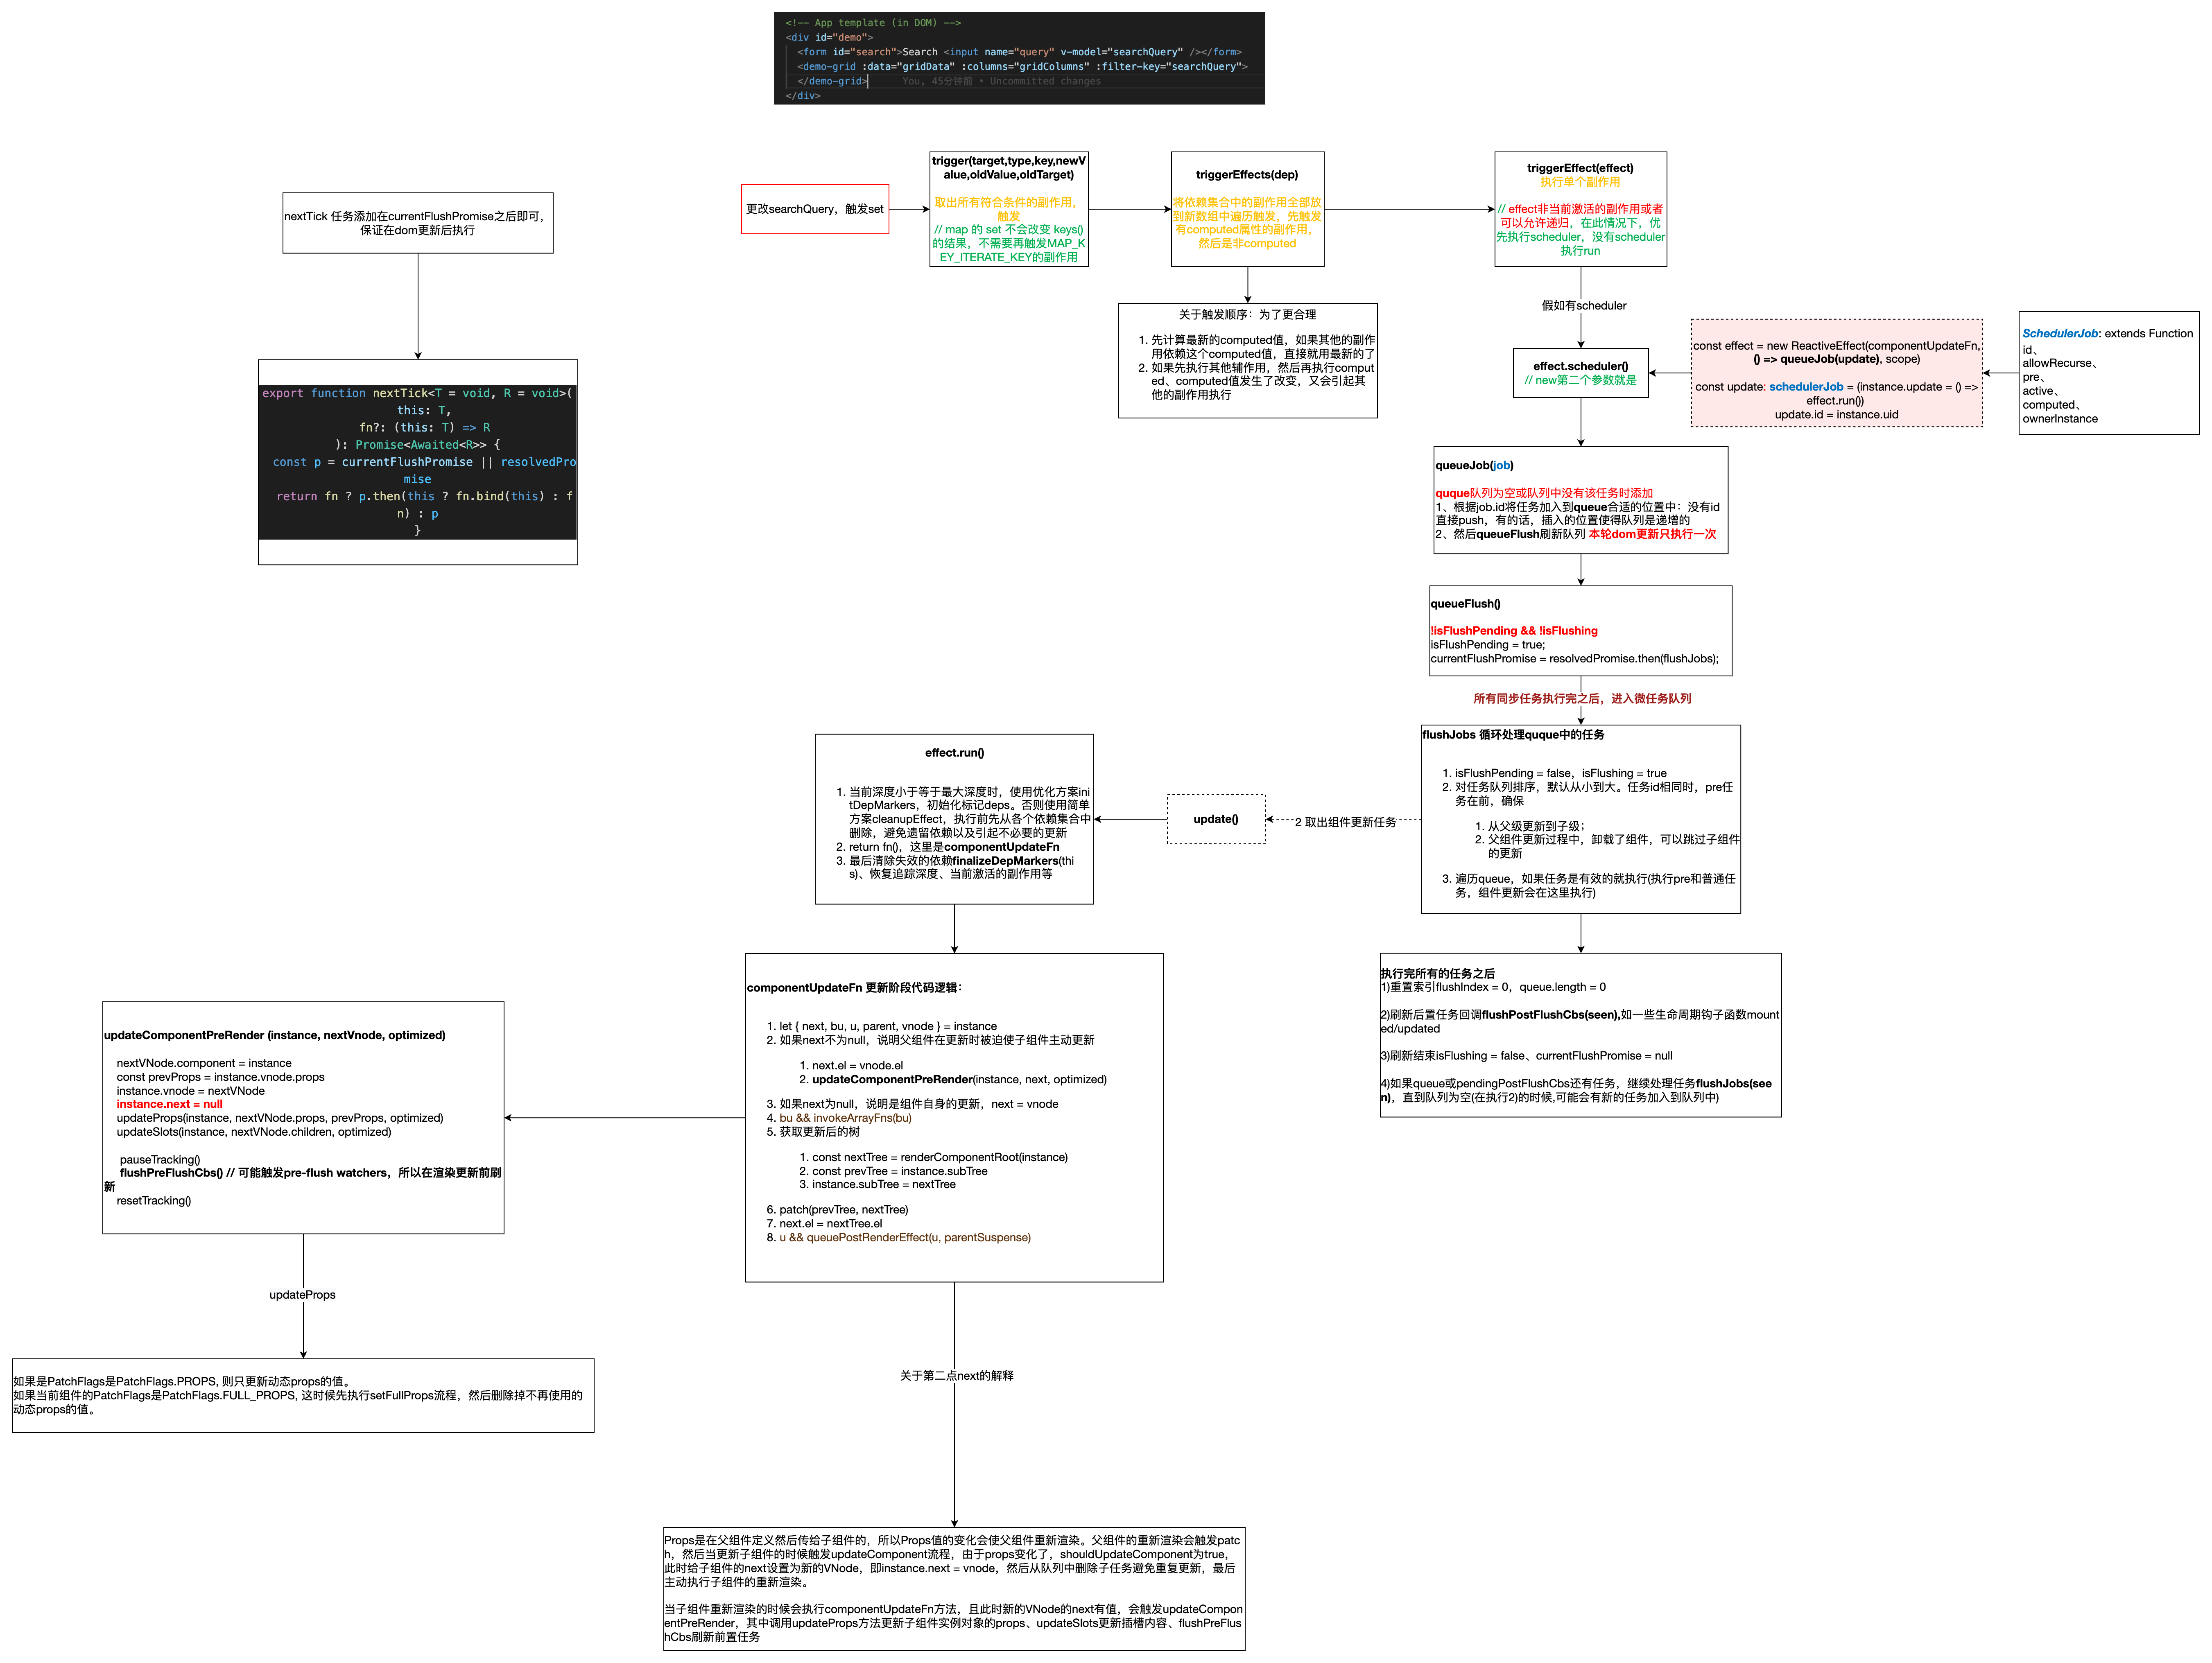 <!-- App template (in DOM) -->
<div id="demo">
<form id="search">Search <input name="query" v-model="searchQuery" /></form>
<demo-grid :data="gridData" :columns="gridColumns" :filter-key="searchQuery">
</demo-grid> You, 45分钟前 • Uncommitted changes
</div>
nextTick 任务添加在currentFlushPromise之后即可，
保证在dom更新后执行
export function nextTick<T = void, R = void>(
this: T,
fn?: (this: T) => R
): Promise<Awaited<R>> {
const p = currentFlushPromise || resolvedPro
mise
return fn ? p.then(this ? fn.bind(this) : f
n) : p
}
更改searchQuery，触发set
trigger(target,type,key,newV
alue,oldValue,oldTarget)
取出所有符合条件的副作用，
触发
// map 的 set 不会改变 keys()
的结果，不需要再触发MAP_K
EY_ITERATE_KEY的副作用
triggerEffects(dep)
将依赖集合中的副作用全部放
到新数组中遍历触发，先触发
有computed属性的副作用，
然后是非computed
关于触发顺序：为了更合理
1. 先计算最新的computed值，如果其他的副作
用依赖这个computed值，直接就用最新的了
2. 如果先执行其他辅作用，然后再执行comput
ed、computed值发生了改变，又会引起其
他的副作用执行
triggerEffect(effect)
执行单个副作用
// effect非当前激活的副作用或者
可以允许递归，在此情况下，优
先执行scheduler，没有scheduler
执行run
假如有scheduler
effect.scheduler()
// new第二个参数就是
const effect = new ReactiveEffect(componentUpdateFn,
() => queueJob(update), scope)
const update: schedulerJob = (instance.update = () =>
effect.run())
update.id = instance.uid
SchedulerJob: extends Function
id、
allowRecurse、
pre、
active、
computed、
ownerInstance
queueJob(job)
quque队列为空或队列中没有该任务时添加
1、根据job.id将任务加入到queue合适的位置中：没有id
直接push，有的话，插入的位置使得队列是递增的
2、然后queueFlush刷新队列 本轮dom更新只执行一次
queueFlush()
!isFlushPending && !isFlushing
isFlushPending = true;
currentFlushPromise = resolvedPromise.then(flushJobs);
所有同步任务执行完之后，进入微任务队列
flushJobs 循环处理quque中的任务
1. isFlushPending = false，isFlushing = true
2. 对任务队列排序，默认从小到大。任务id相同时，pre任
务在前，确保
1. 从父级更新到子级；
2. 父组件更新过程中，卸载了组件，可以跳过子组件
的更新
3. 遍历queue，如果任务是有效的就执行(执行pre和普通任
务，组件更新会在这里执行)
2 取出组件更新任务
update()
effect.run()
1. 当前深度小于等于最大深度时，使用优化方案ini
tDepMarkers，初始化标记deps。否则使用简单
方案cleanupEffect，执行前先从各个依赖集合中
删除，避免遗留依赖以及引起不必要的更新
2. return fn()，这里是componentUpdateFn
3. 最后清除失效的依赖finalizeDepMarkers(thi
s)、恢复追踪深度、当前激活的副作用等
执行完所有的任务之后
1)重置索引flushIndex = 0，queue.length = 0
2)刷新后置任务回调flushPostFlushCbs(seen),如一些生命周期钩子函数mount
ed/updated
3)刷新结束isFlushing = false、currentFlushPromise = null
4)如果queue或pendingPostFlushCbs还有任务，继续处理任务flushJobs(see
n)，直到队列为空(在执行2)的时候,可能会有新的任务加入到队列中)
componentUpdateFn 更新阶段代码逻辑：
1. let { next, bu, u, parent, vnode } = instance
2. 如果next不为null，说明父组件在更新时被迫使子组件主动更新
1. next.el = vnode.el
2. updateComponentPreRender(instance, next, optimized)
3. 如果next为null，说明是组件自身的更新，next = vnode
4. bu && invokeArrayFns(bu)
5. 获取更新后的树
1. const nextTree = renderComponentRoot(instance)
2. const prevTree = instance.subTree
3. instance.subTree = nextTree
6. patch(prevTree, nextTree)
7. next.el = nextTree.el
8. u && queuePostRenderEffect(u, parentSuspense)
updateComponentPreRender (instance, nextVnode, optimized)
nextVNode.component = instance
const prevProps = instance.vnode.props
instance.vnode = nextVNode
instance.next = null
updateProps(instance, nextVNode.props, prevProps, optimized)
updateSlots(instance, nextVNode.children, optimized)
pauseTracking()
flushPreFlushCbs() // 可能触发pre-flush watchers，所以在渲染更新前刷
新
resetTracking()
updateProps
如果是PatchFlags是PatchFlags.PROPS, 则只更新动态props的值。
如果当前组件的PatchFlags是PatchFlags.FULL_PROPS, 这时候先执行setFullProps流程，然后删除掉不再使用的
动态props的值。
关于第二点next的解释
Props是在父组件定义然后传给子组件的，所以Props值的变化会使父组件重新渲染。父组件的重新渲染会触发patc
h，然后当更新子组件的时候触发updateComponent流程，由于props变化了，shouldUpdateComponent为true，
此时给子组件的next设置为新的VNode，即instance.next = vnode，然后从队列中删除子任务避免重复更新，最后
主动执行子组件的重新渲染。
当子组件重新渲染的时候会执行componentUpdateFn方法，且此时新的VNode的next有值，会触发updateCompon
entPreRender，其中调用updateProps方法更新子组件实例对象的props、updateSlots更新插槽内容、flushPreFlus
hCbs刷新前置任务